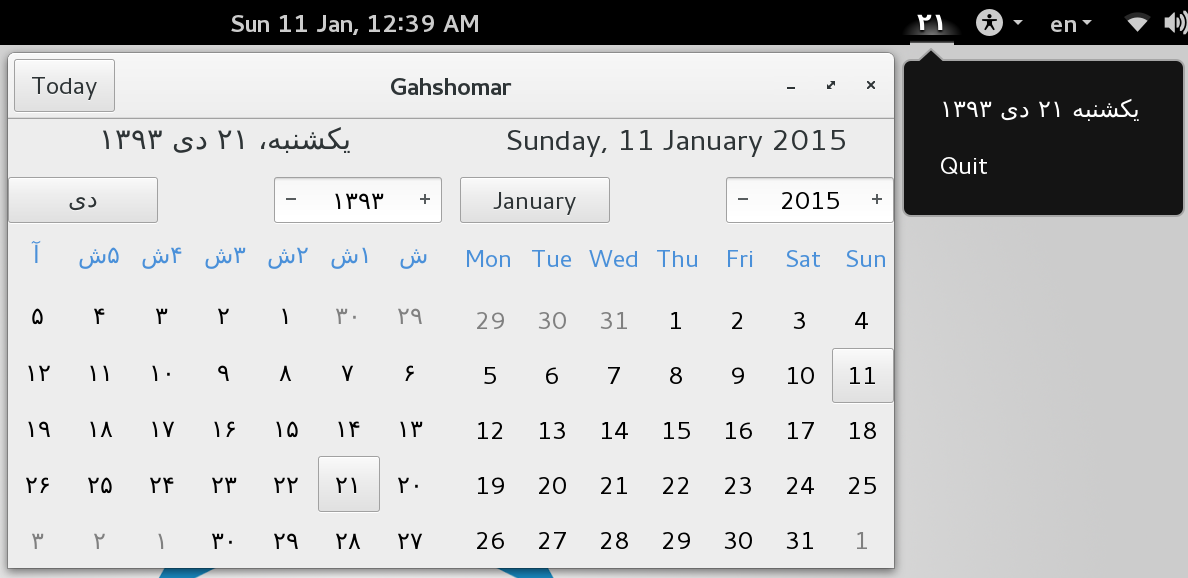 Sun 11 Jan, 12:39 AM ۲۱ en
Today Gahshomar
یکشنبه، ۲۱ دی ۱۳۹۳
Sunday, 11 January 2015
یکشنبه ۲۱ دی ۱۳۹۳
Quit
دی − ۱۳۹۳ +
January − 2015 +
ش ۱ش ۲ش ۳ش ۴ش ۵ش آ
۲۹ ۳۰ ۱ ۲ ۳ ۴ ۵
۶ ۷ ۸ ۹ ۱۰ ۱۱ ۱۲
۱۳ ۱۴ ۱۵ ۱۶ ۱۷ ۱۸ ۱۹
۲۰ ۲۱ ۲۲ ۲۳ ۲۴ ۲۵ ۲۶
۲۷ ۲۸ ۲۹ ۳۰ ۱ ۲ ۳
Mon Tue Wed Thu Fri Sat Sun
29 30 31 1 2 3 4
5 6 7 8 9 10 11
12 13 14 15 16 17 18
19 20 21 22 23 24 25
26 27 28 29 30 31 1